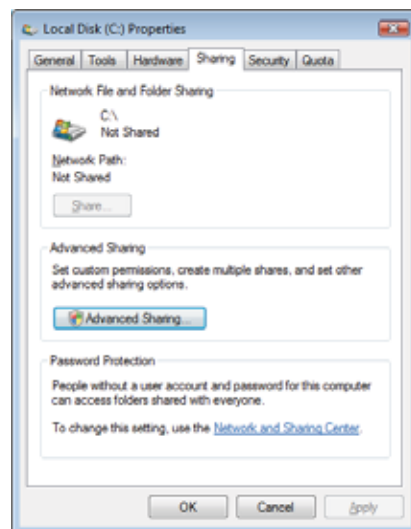 Local Disk (C:) Properties
General Tools Hardware Sharing Security Quota
Network File and Folder Sharing
C:\
Not Shared
Network Path:
Not Shared
Share...
Advanced Sharing
Set custom permissions, create multiple shares, and set other
advanced sharing options.
Advanced Sharing...
Password Protection
People without a user account and password for this computer
can access folders shared with everyone.
To change this setting, use the Network and Sharing Center.
OK Cancel Apply